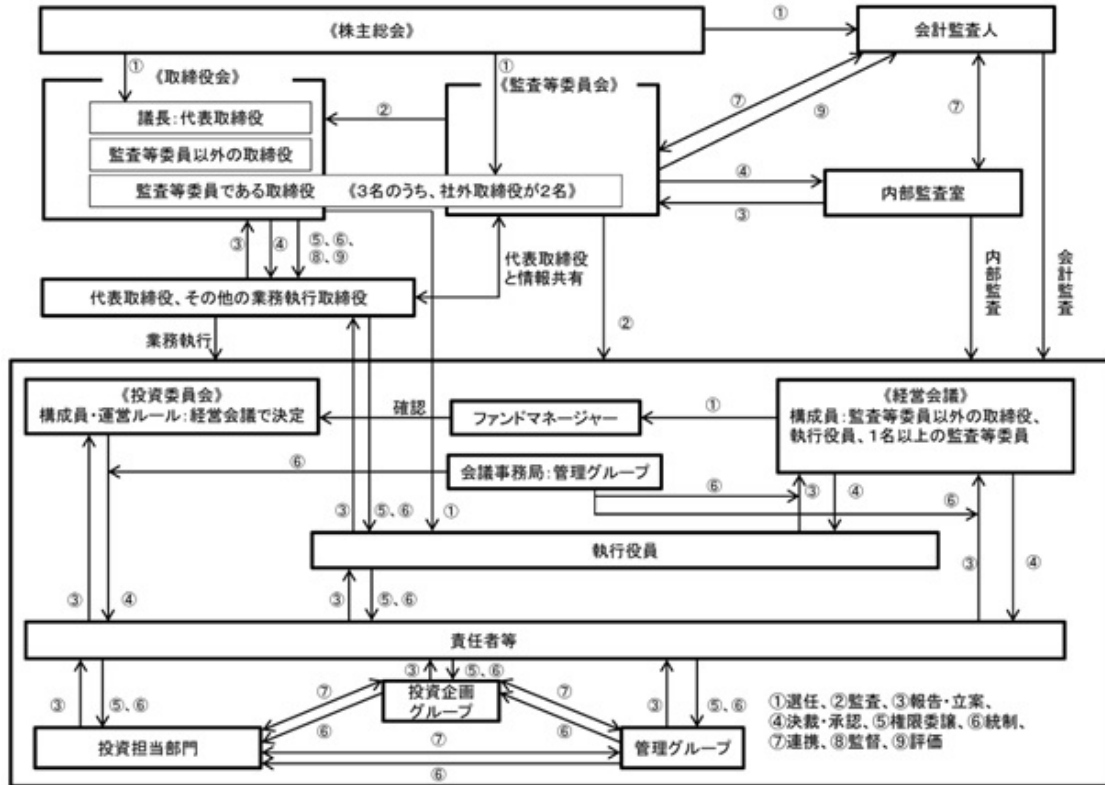 ①
《株主総会》
会計監査人
①
①
《取締役会》
《監査等委員会》
議長：代表取締役
②
⑦
⑨
⑦
監査等委員以外の取締役
監査等委員である取締役　《３名のうち、社外取締役が２名》
④
③
内部監査室
③
④
⑤、⑥、
⑧、⑨
代表取締役
と情報共有
内部監査
会計監査
代表取締役、その他の業務執行取締役
②
業務執行
《投資委員会》
構成員・運営ルール：経営会議で決定
確認
ファンドマネージャー
①
《経営会議》
構成員：監査等委員以外の取締役、
執行役員、１名以上の監査等委員
⑥
会議事務局：管理グループ
⑥
③
④
⑥
③
⑤、⑥
①
執行役員
③
④
③
⑤、⑥
③
④
責任者等
③
⑤、⑥
③
⑤、⑥
③
⑤、⑥
⑦
投資企画
グループ
⑦
⑥
⑥
投資担当部門
⑦
管理グループ
⑥
①選任、②監査、③報告・立案、
④決裁・承認、⑤権限委譲、⑥統制、
⑦連携、⑧監督、⑨評価